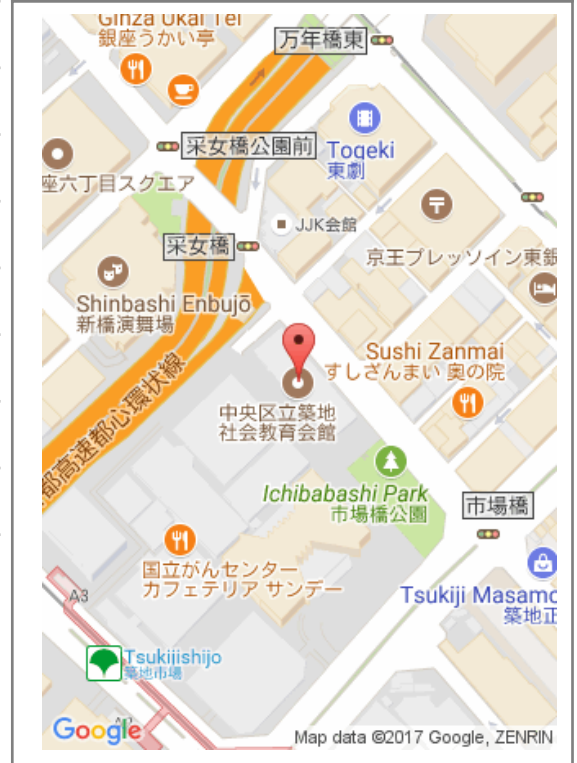 Ginza Ukai Tei
銀座うかい亭
万年橋東
采女橋公園前
Togeki
東劇
座六丁目スクエア
JJK会館
采女橋
京王プレッソイン東銀
Shinbashi Enbujō
新橋演舞場
Sushi Zanmai
すしざんまい 奥の院
中央区立築地
社会教育会館
都高速都心環状線
Ichibabashi Park
市場橋公園
市場橋
国立がんセンター
カフェテリア サンデー
Tsukiji Masamo
築地正
A3
Tsukijishijo
築地市場
Google
Map data ©2017 Google, ZENRIN